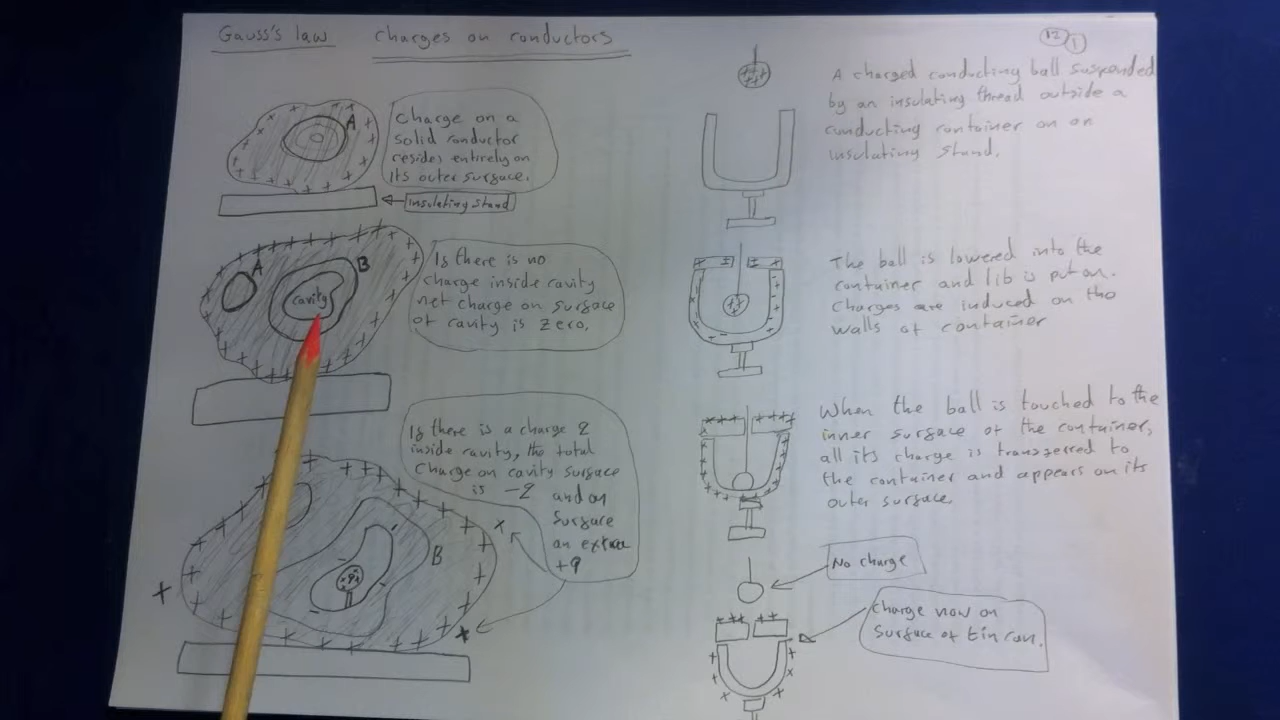 Gauss's law charges on conductors
12
1
A
Charge on a
solid conductor
resides entirely on
its outer surface.
Insulating stand
A
B
cavity
Is there is no
charge inside cavity
net charge on surface
of cavity is zero.
Is there is a charge q
inside cavity, the total
charge on cavity surface
is -q and on
surface
an extra
+q
B
A charged conducting ball suspended
by an insulating thread outside a
conducting container on an
insulating stand.
The ball is lowered into the
container and lib is put on.
Charges are induced on the
walls of container
When the ball is touched to the
inner surface of the container,
all its charge is transferred to
the container and appears on its
outer surface.
No charge
Charge now on
surface of tin can.